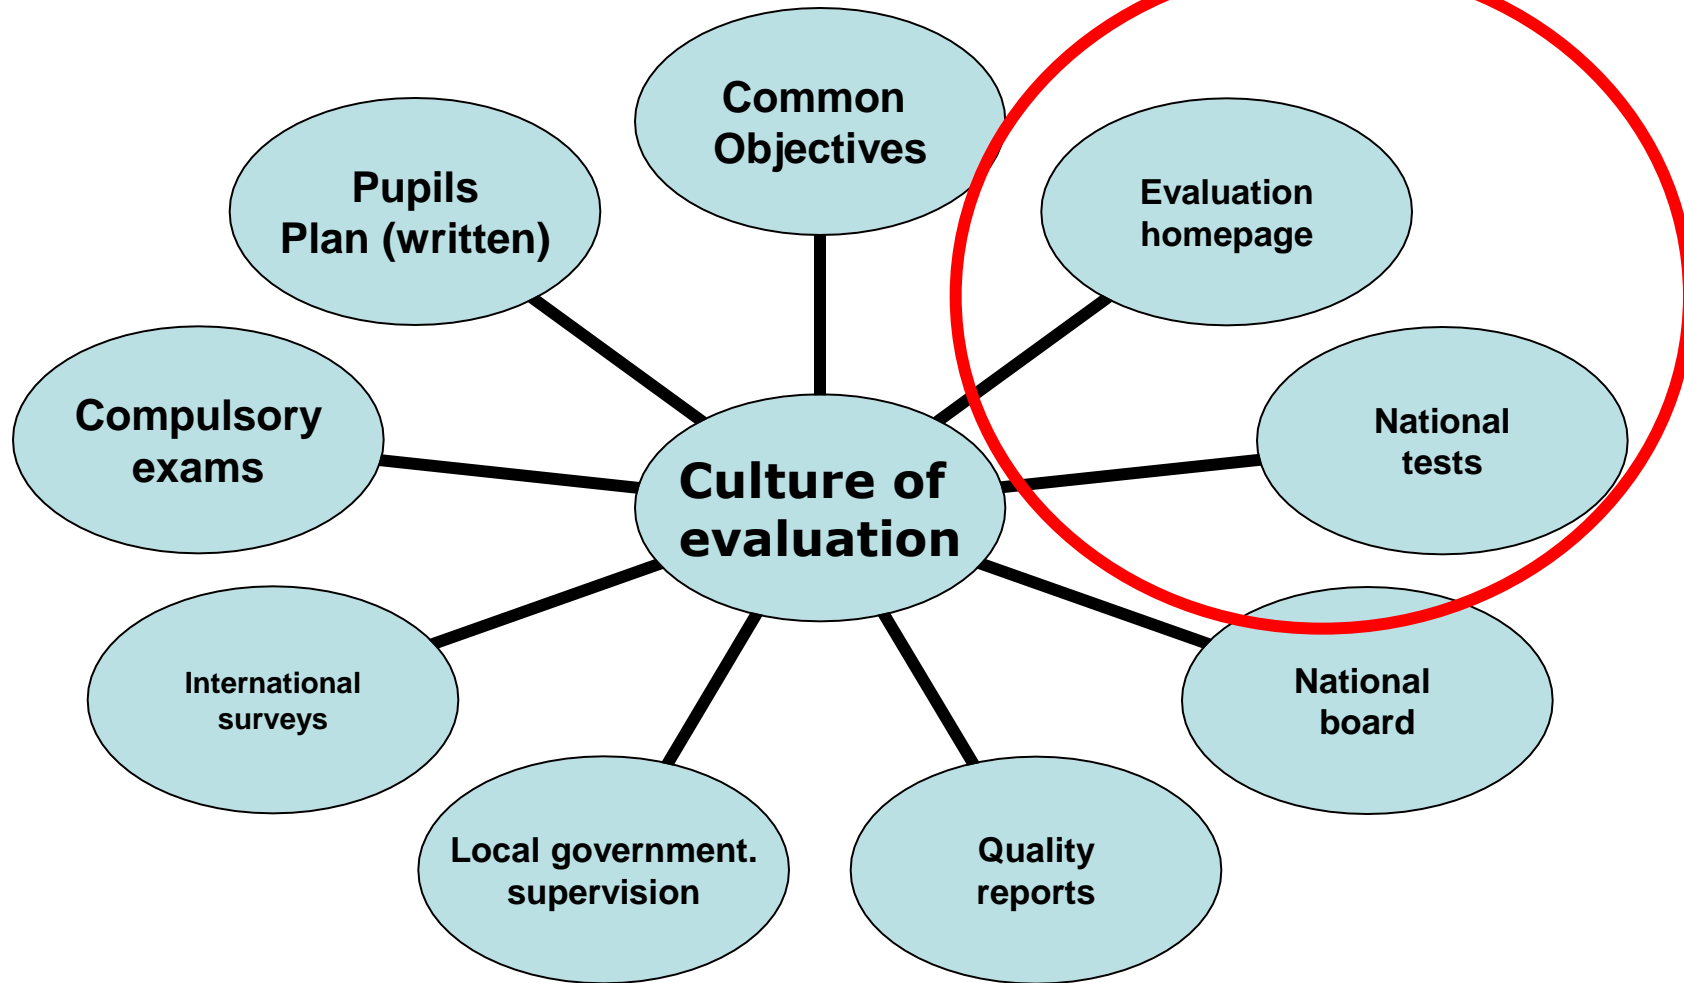 Common
Objectives
Evaluation
homepage
National
tests
National
board
Quality
reports
Local government.
supervision
International
surveys
Compulsory
exams
Pupils
Plan (written)
Culture of
evaluation